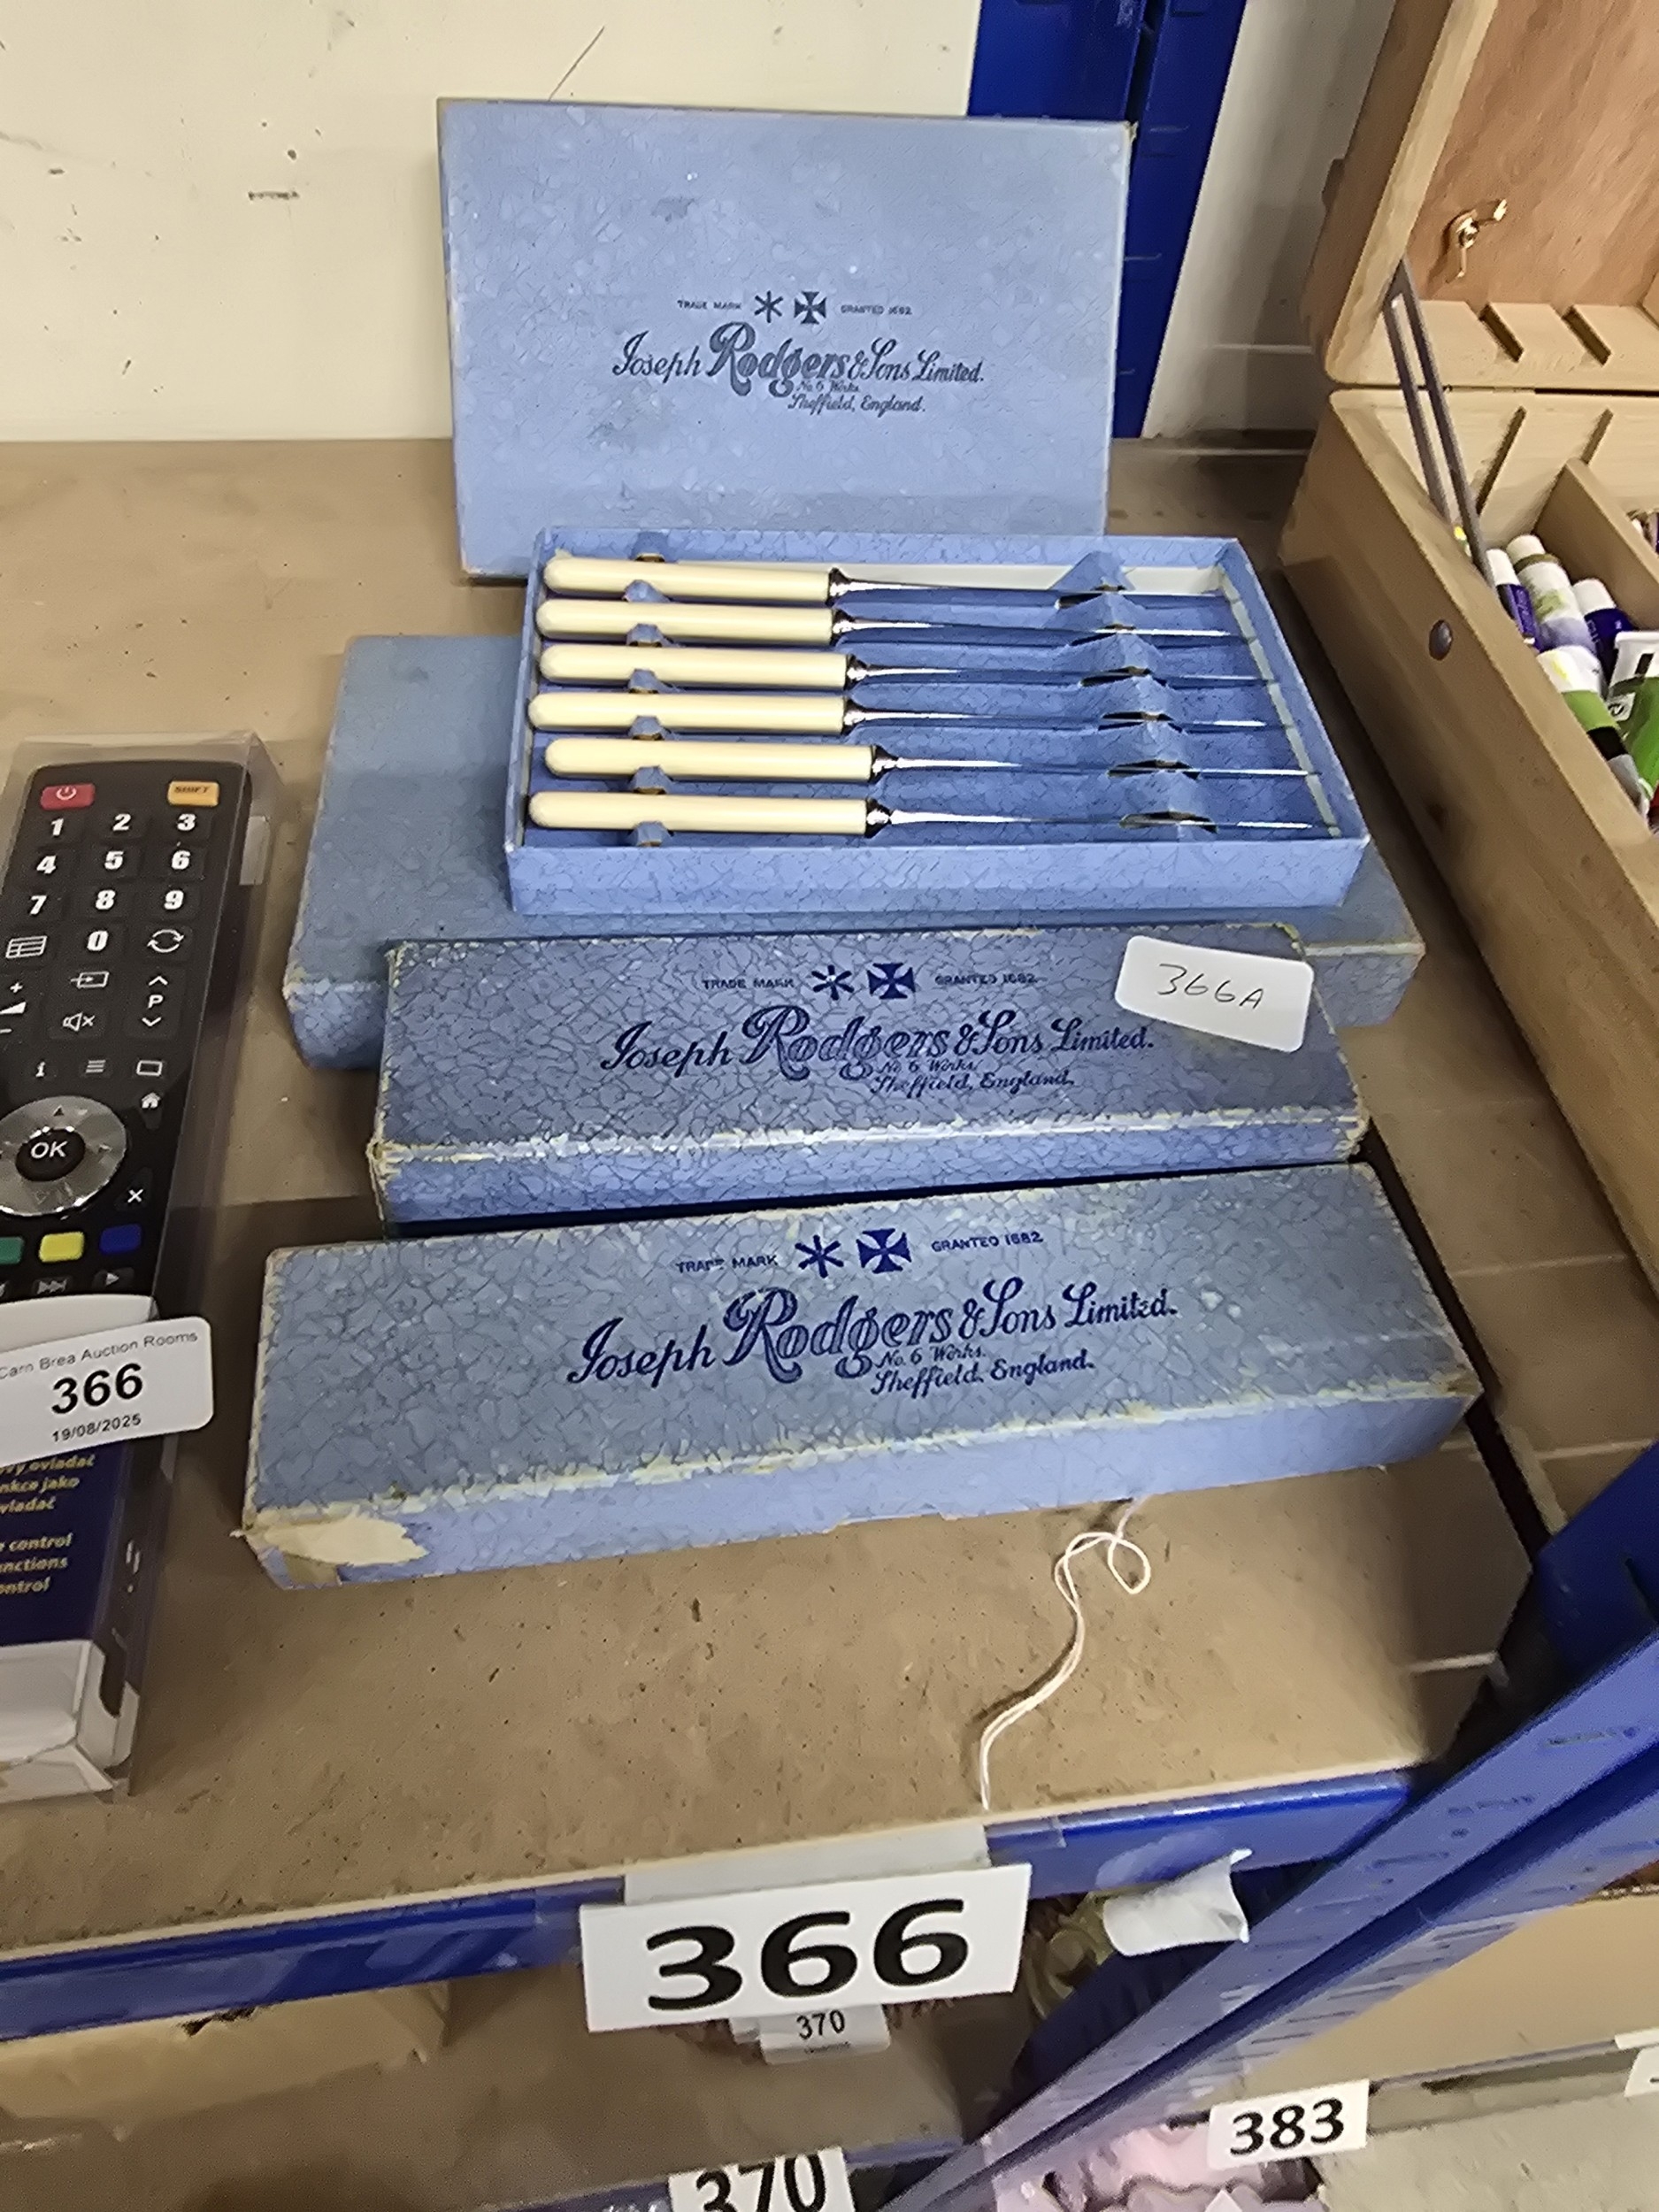 TRADE MARK GRANTED 1682
Joseph Rodgers & Sons Limited.
No. 6 Works.
Sheffield, England.
SHIFT
1 2 3
4 5 6
7 8 9
0
+
P
-
i
OK
366A
TRADE MARK GRANTED 1682
Joseph Rodgers & Sons Limited.
No. 6 Works.
Sheffield, England.
TRADE MARK GRANTED 1682
Joseph Rodgers & Sons Limited.
No. 6 Works.
Sheffield, England.
Carn Brea Auction Rooms
366
19/08/2025
ovladač
jako
control
366
370
383
370